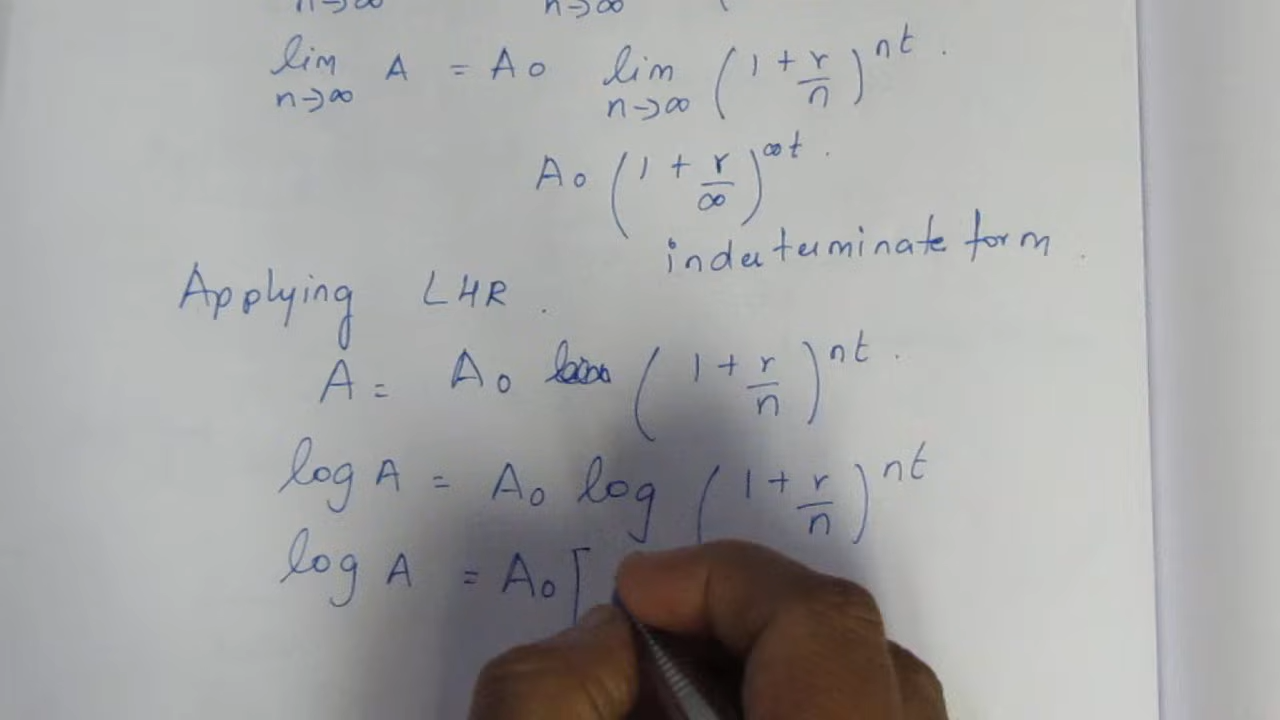 n→∞ n→∞ (
lim n→∞ A = A₀ lim n→∞ (1 + r/n)^nt .
A₀ (1 + r/∞)^∞t .
indeterminate form .
Applying LHR .
A = A₀ (1 + r/n)^nt .
log A = A₀ log (1 + r/n)^nt
log A = A₀ [